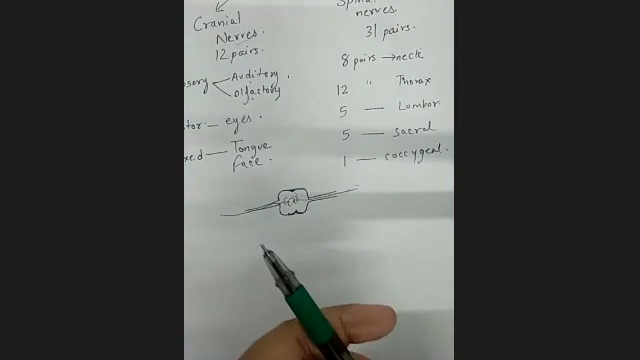 Cranial
Nerves.
12 pairs.
Auditory.
Olfactory
eyes.
Tongue
face.
Spinal
nerves.
31 pairs.
8 pairs → neck
12 " Thorax
5 — Lumbar
5 — sacral
1 — coccygeal.